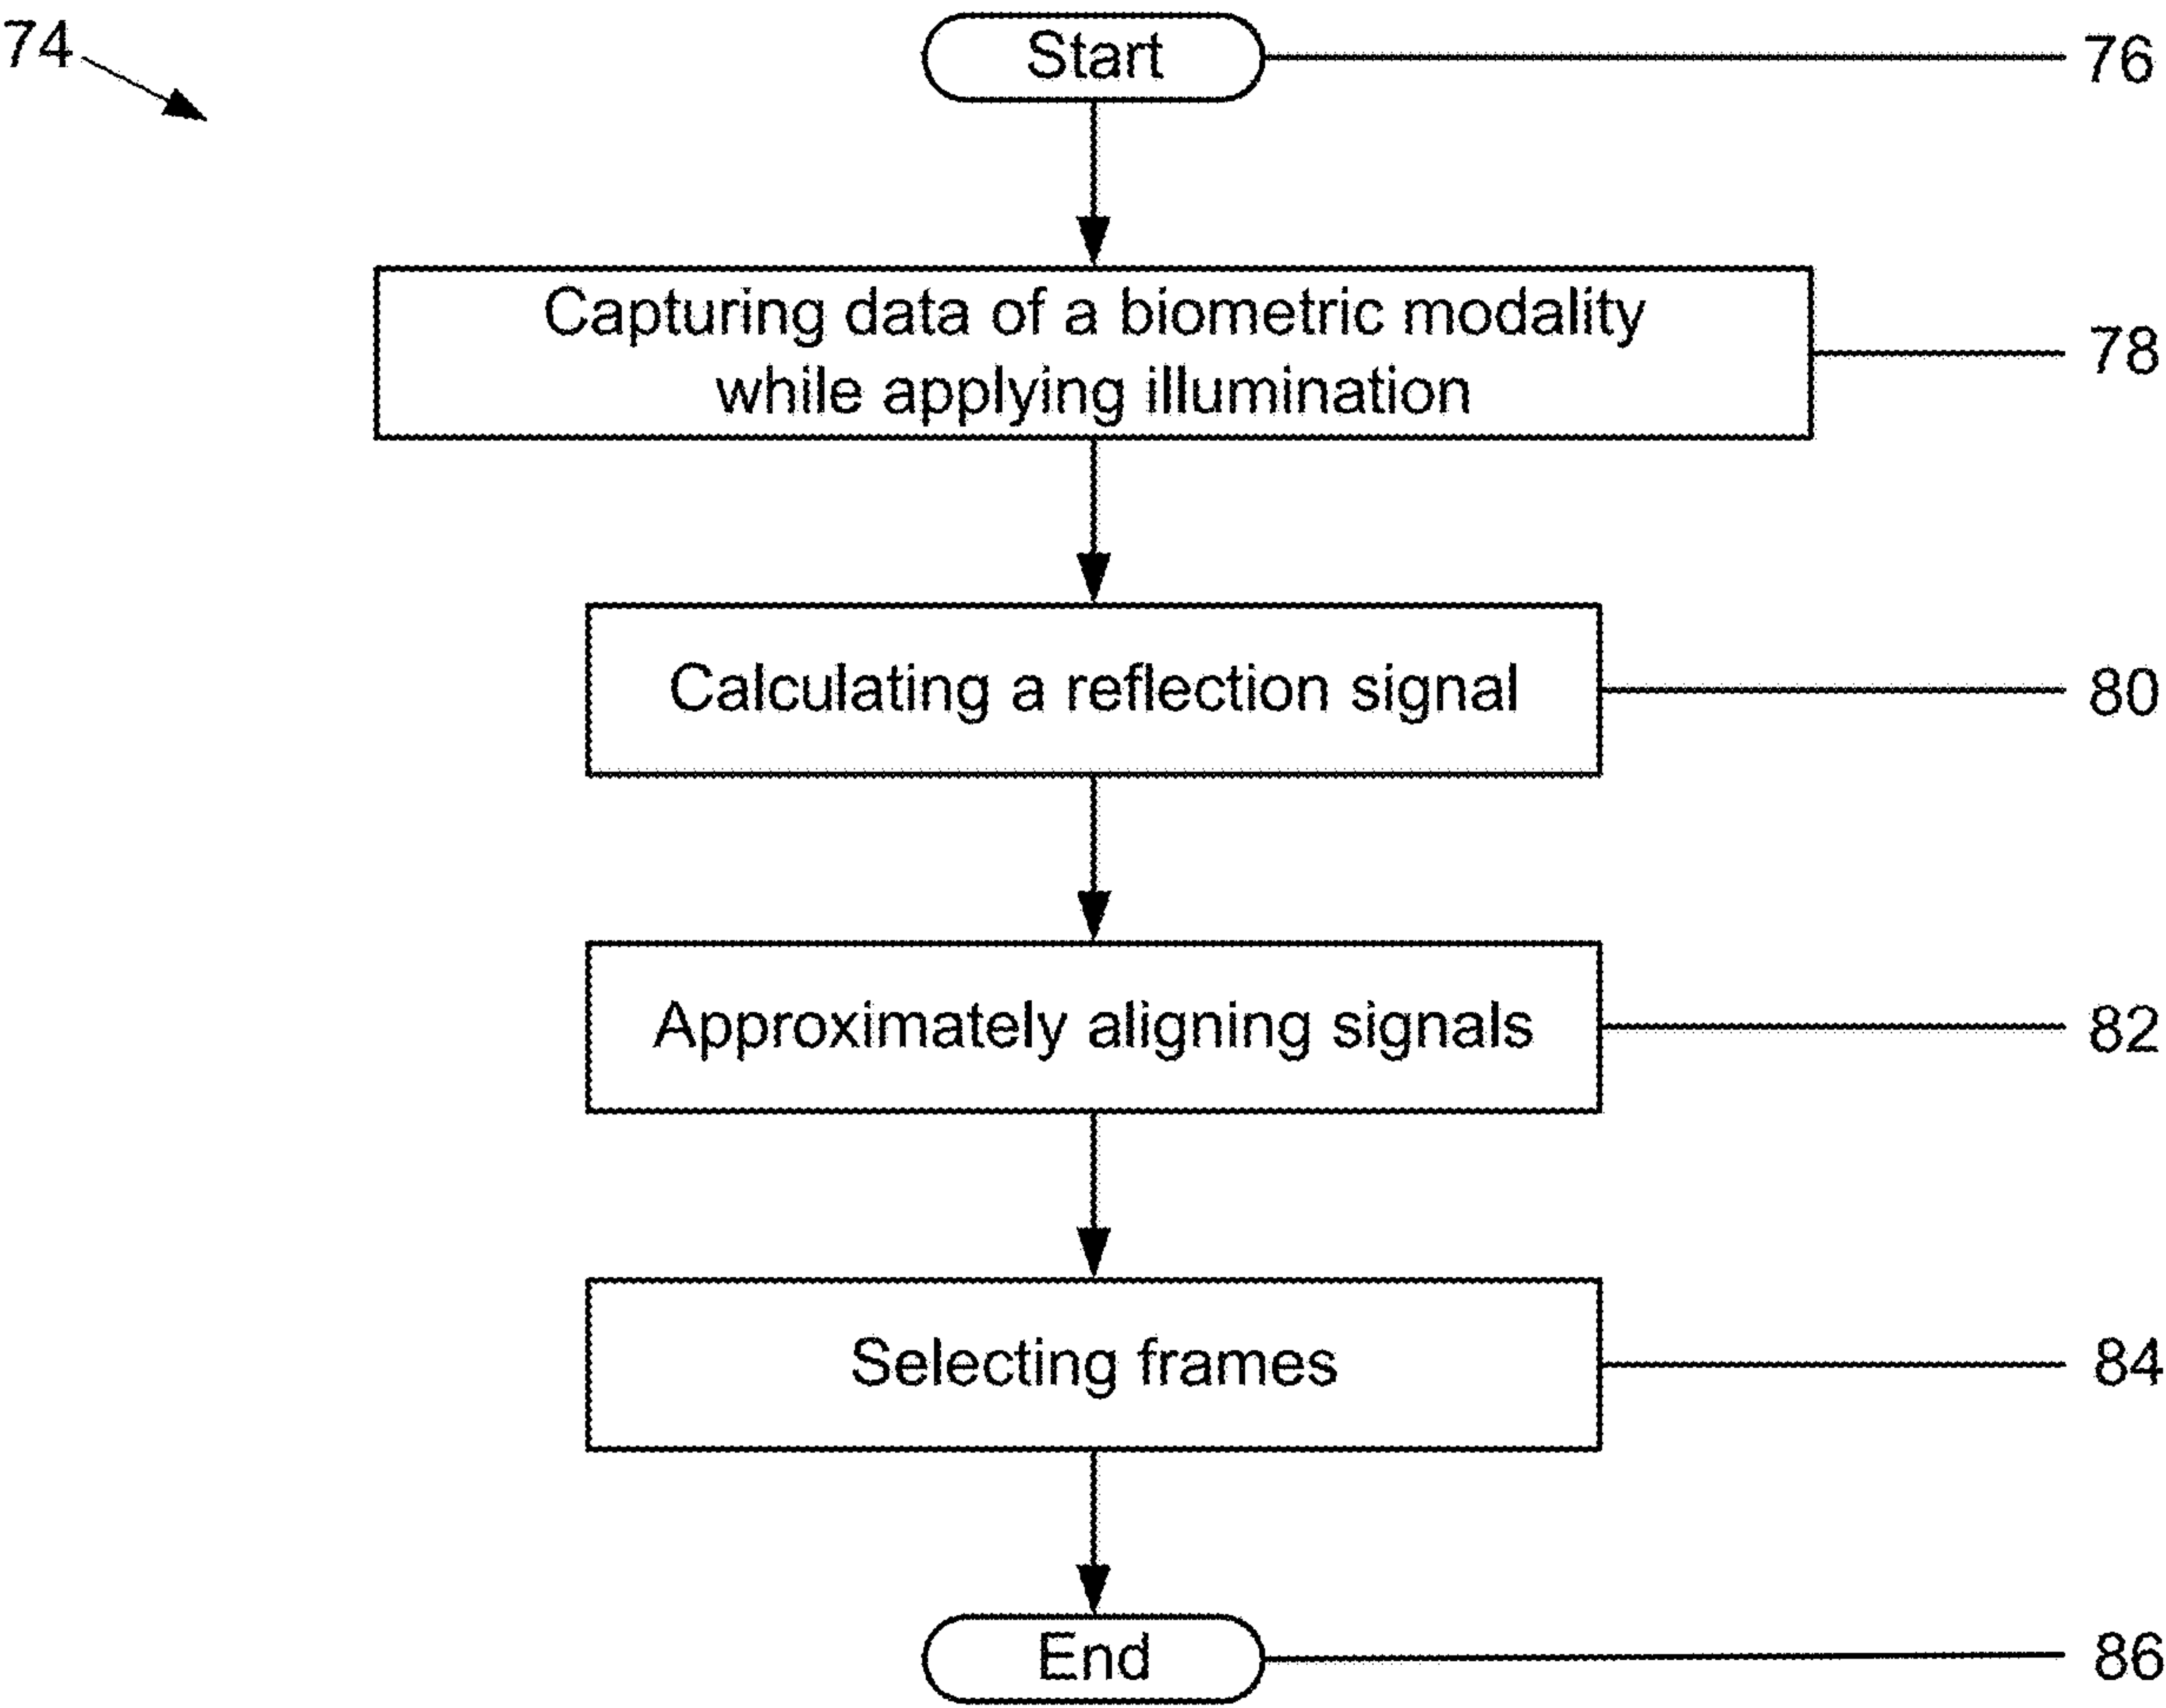 74
Start
76
Capturing data of a biometric modality
while applying illumination
78
Calculating a reflection signal
80
Approximately aligning signals
82
Selecting frames
84
End
86